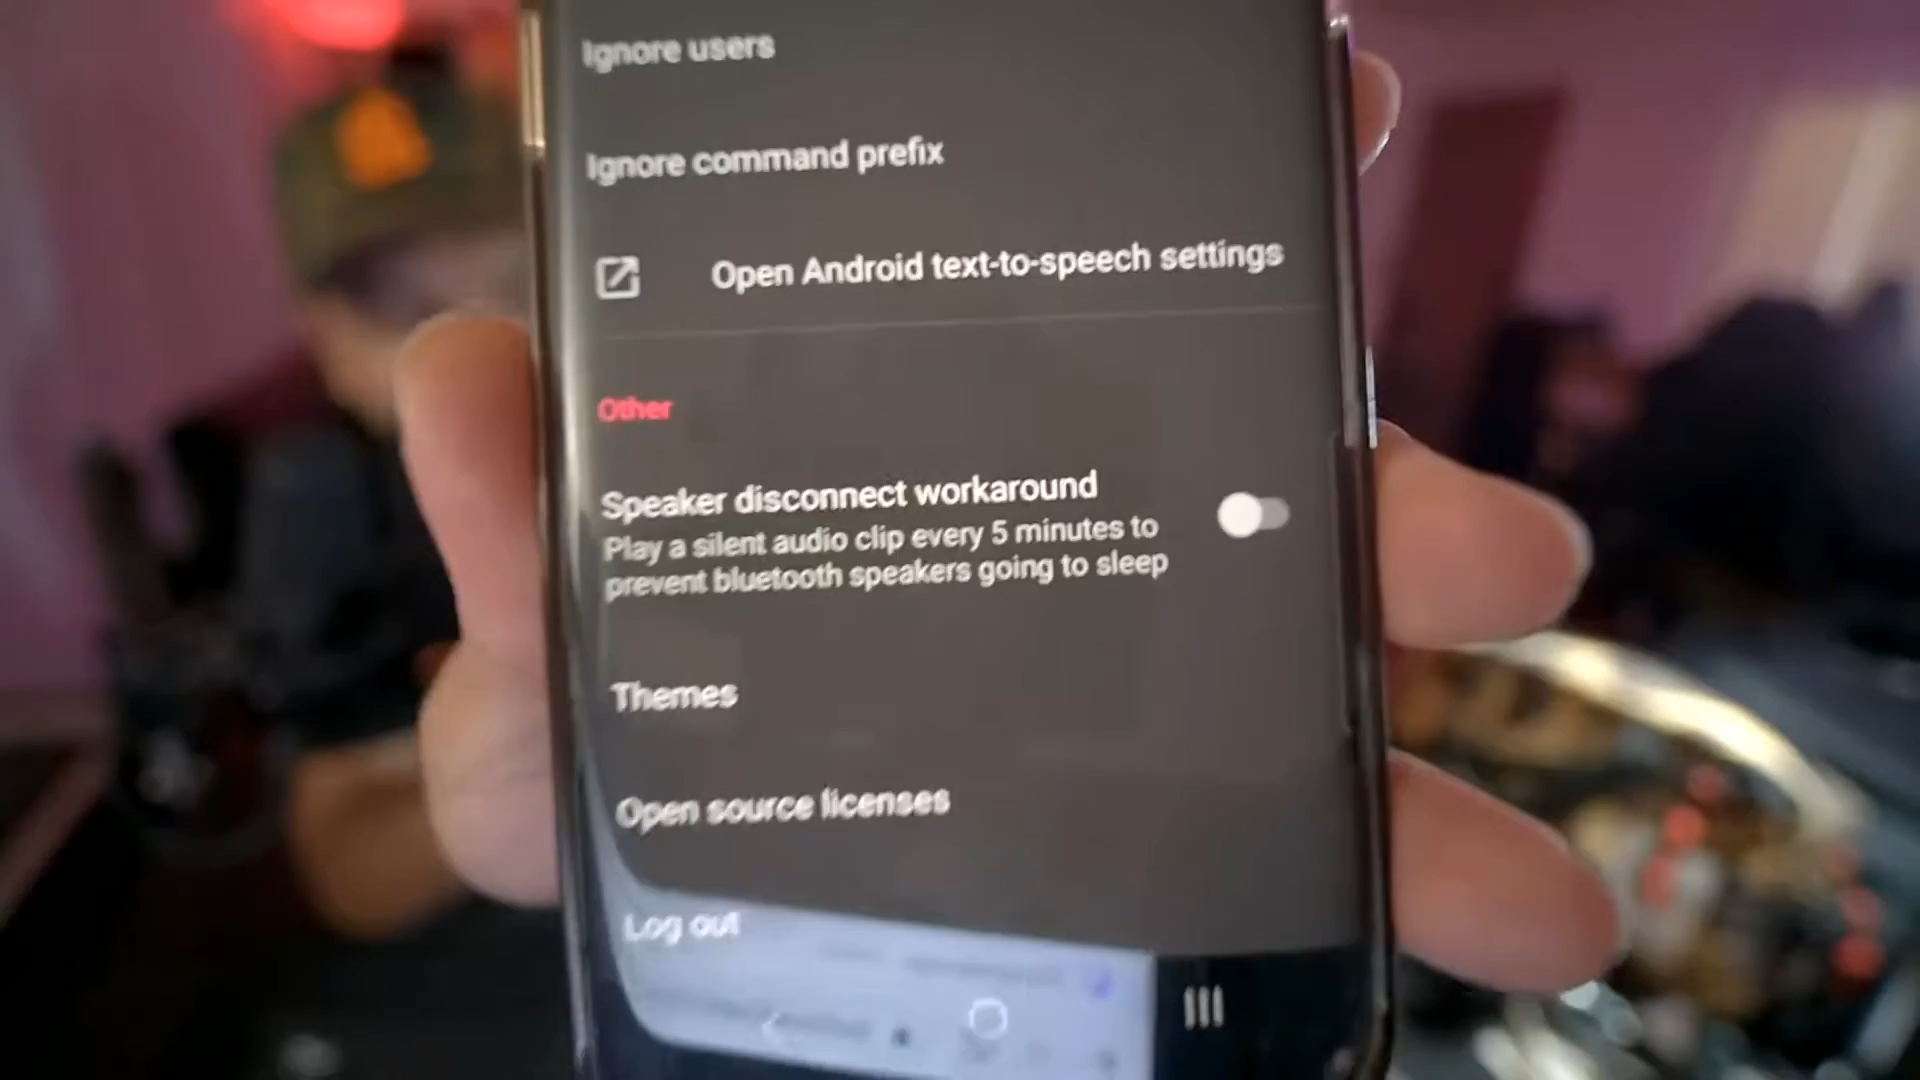 Ignore users
Ignore command prefix
Open Android text-to-speech settings
Other
Speaker disconnect workaround
Play a silent audio clip every 5 minutes to
prevent bluetooth speakers going to sleep
Themes
Open source licenses
Log out